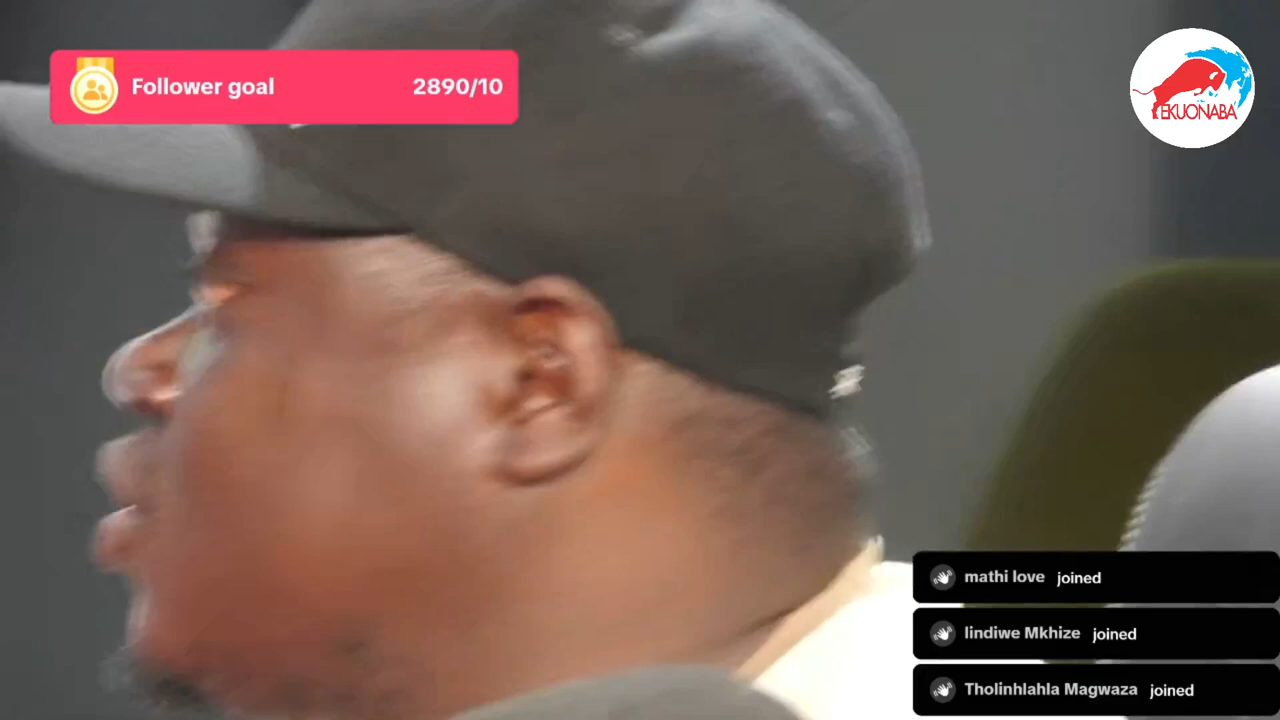 Follower goal 2890/10
EKUONABA
mathi love joined
lindiwe Mkhize joined
Tholinhlahla Magwaza joined